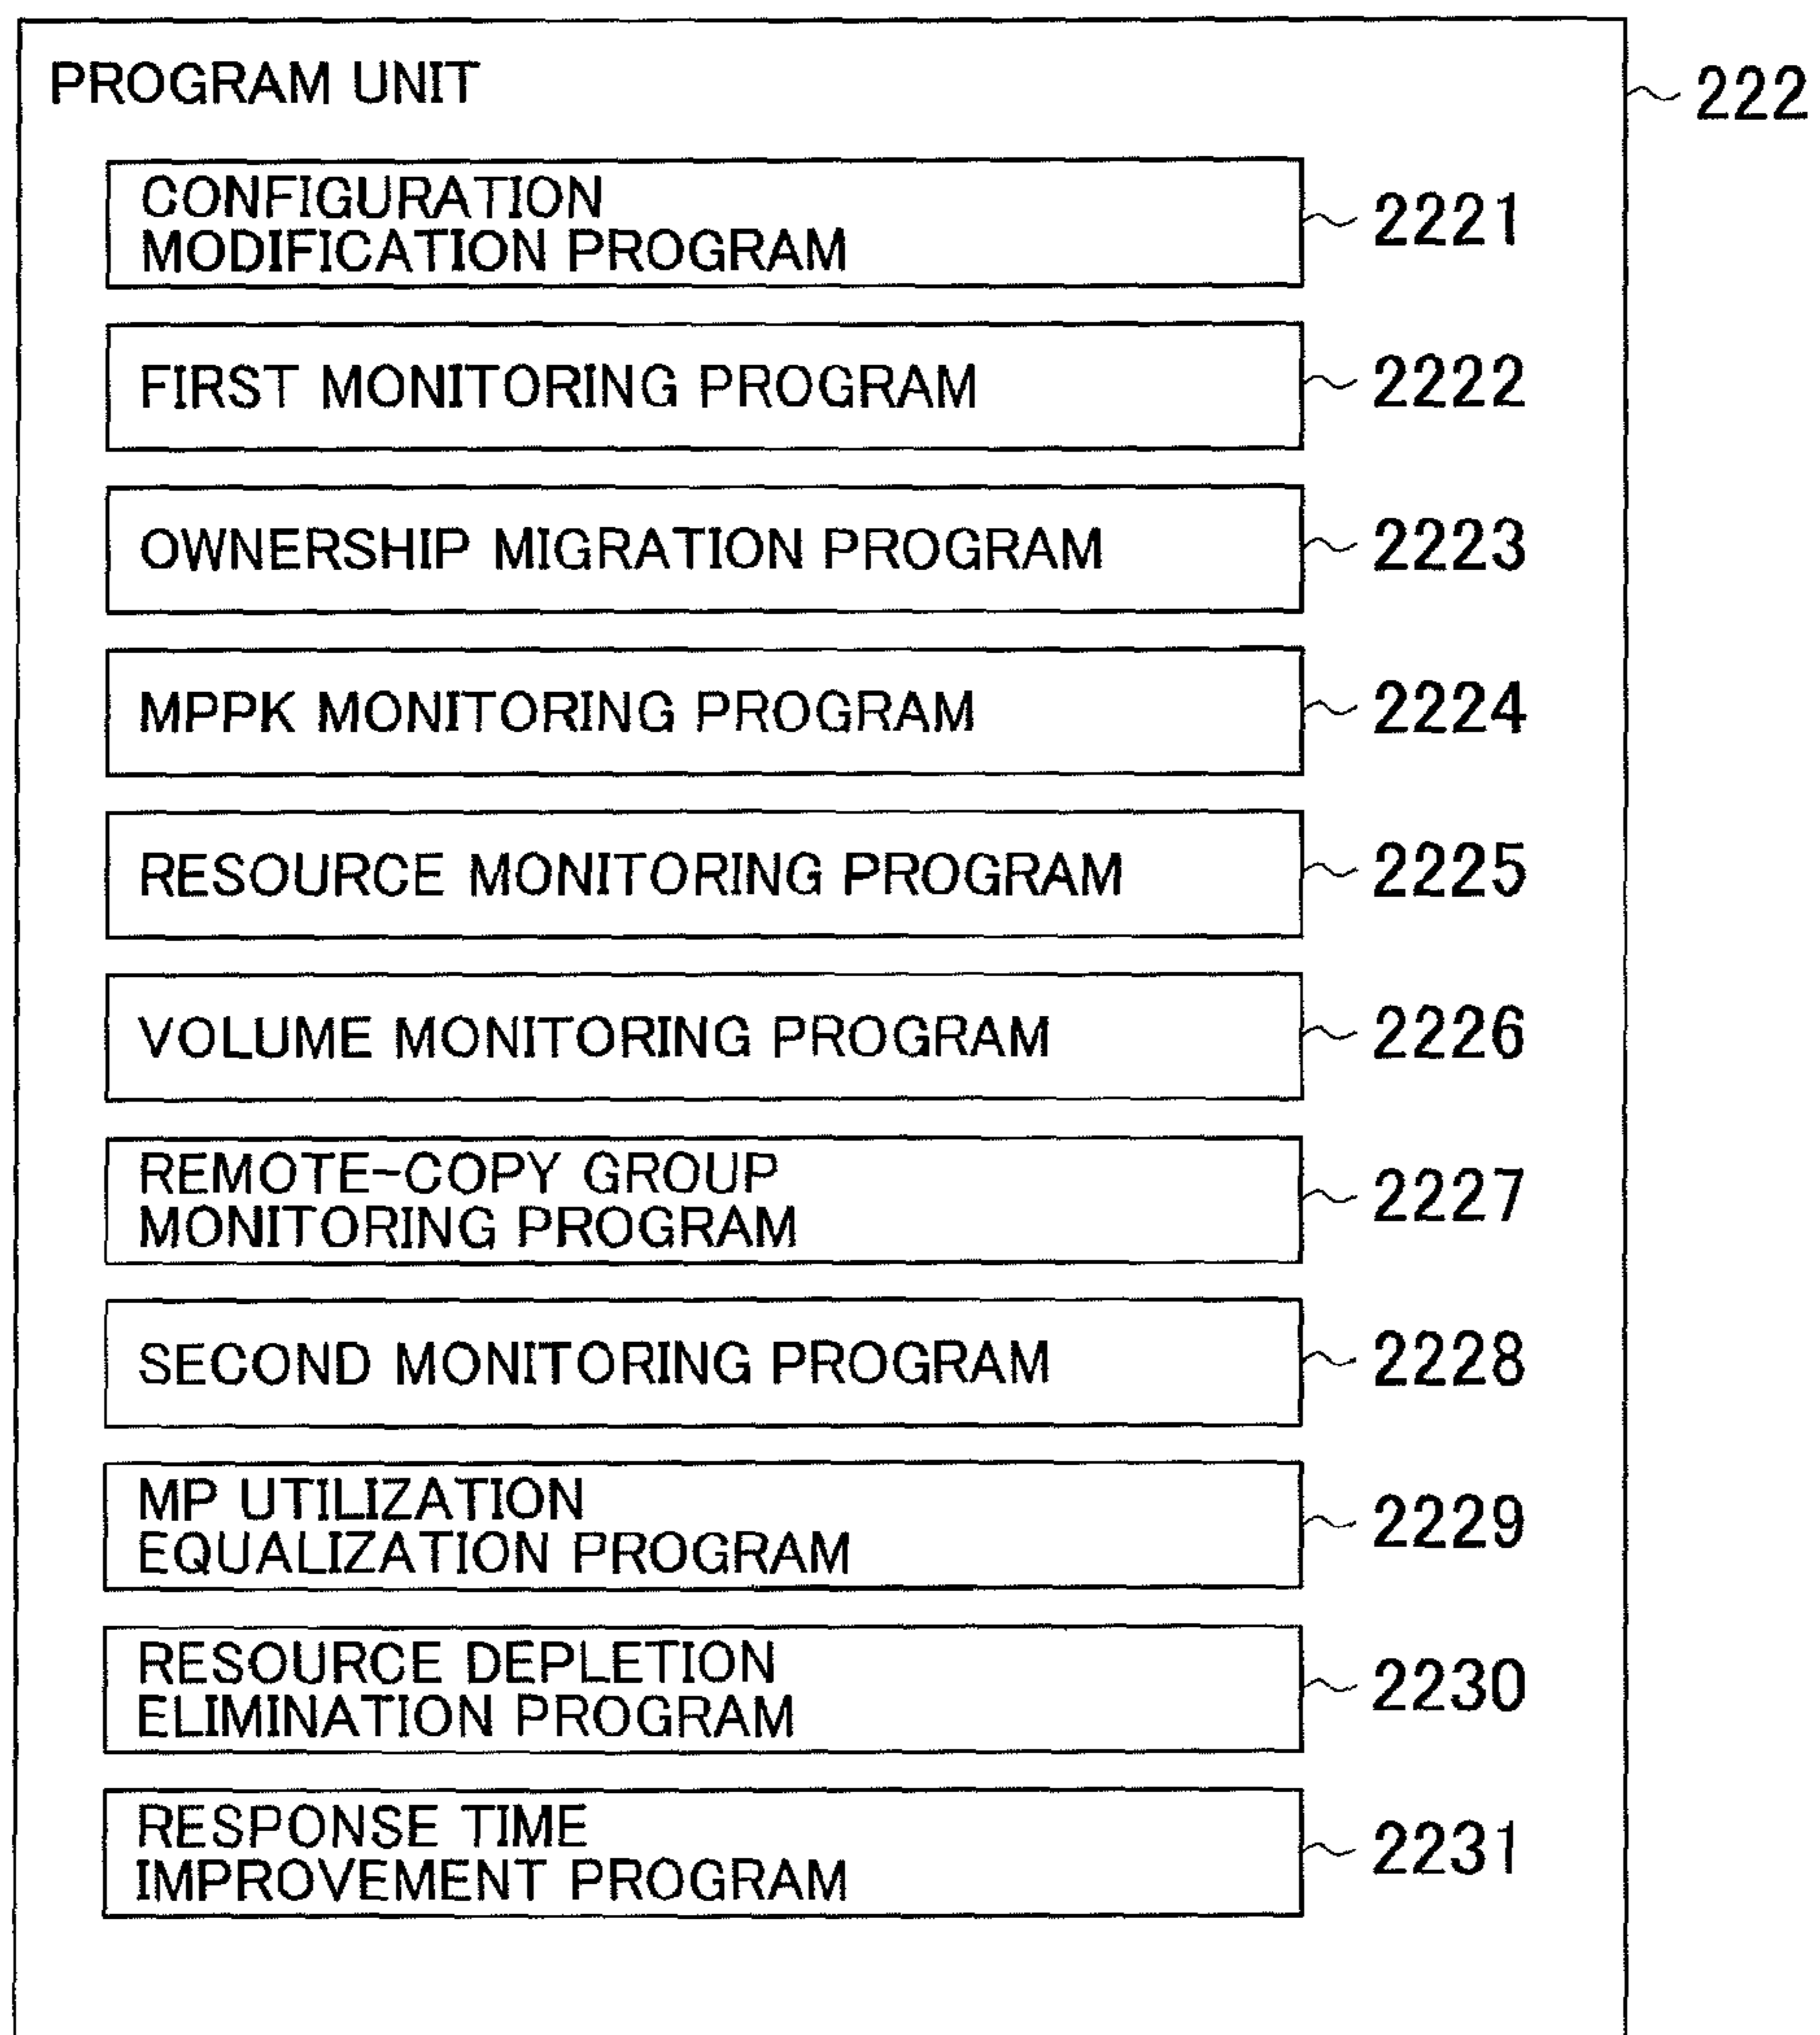 PROGRAM UNIT
222
CONFIGURATION
MODIFICATION PROGRAM
2221
FIRST MONITORING PROGRAM
2222
OWNERSHIP MIGRATION PROGRAM
2223
MPPK MONITORING PROGRAM
2224
RESOURCE MONITORING PROGRAM
2225
VOLUME MONITORING PROGRAM
2226
REMOTE-COPY GROUP
MONITORING PROGRAM
2227
SECOND MONITORING PROGRAM
2228
MP UTILIZATION
EQUALIZATION PROGRAM
2229
RESOURCE DEPLETION
ELIMINATION PROGRAM
2230
RESPONSE TIME
IMPROVEMENT PROGRAM
2231